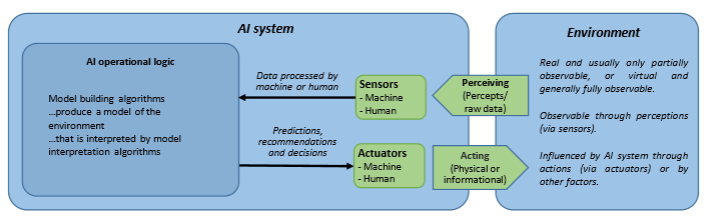 AI system
AI operational logic
Model building algorithms
...produce a model of the
environment
...that is interpreted by model
interpretation algorithms
Data processed by
machine or human
Predictions,
recommendations
and decisions
Sensors
- Machine
- Human
Actuators
- Machine
- Human
Perceiving
(Percepts/
raw data)
Acting
(Physical or
informational)
Environment
Real and usually only partially
observable, or virtual and
generally fully observable.
Observable through perceptions
(via sensors).
Influenced by AI system through
actions (via actuators) or by
other factors.